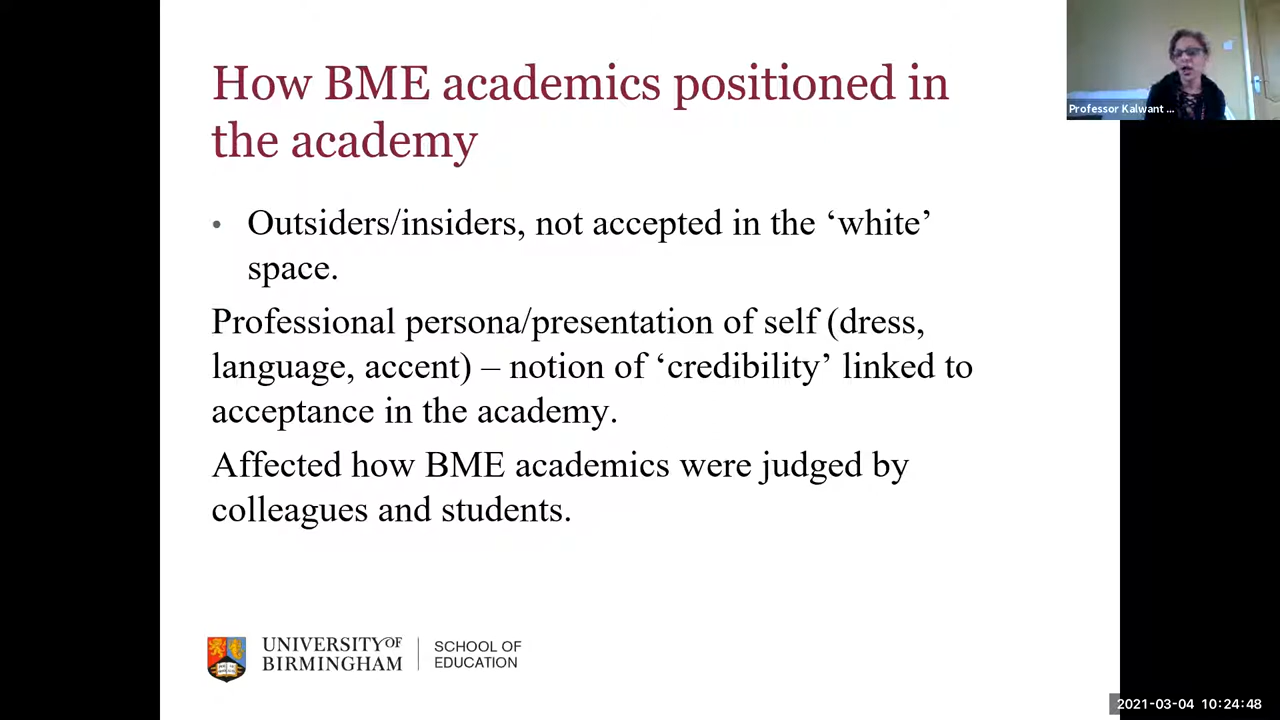 How BME academics positioned in
the academy
Professor Kalwant ...
• Outsiders/insiders, not accepted in the ‘white’
space.
Professional persona/presentation of self (dress,
language, accent) – notion of ‘credibility’ linked to
acceptance in the academy.
Affected how BME academics were judged by
colleagues and students.
UNIVERSITY OF
BIRMINGHAM
SCHOOL OF
EDUCATION
2021-03-04 10:24:48